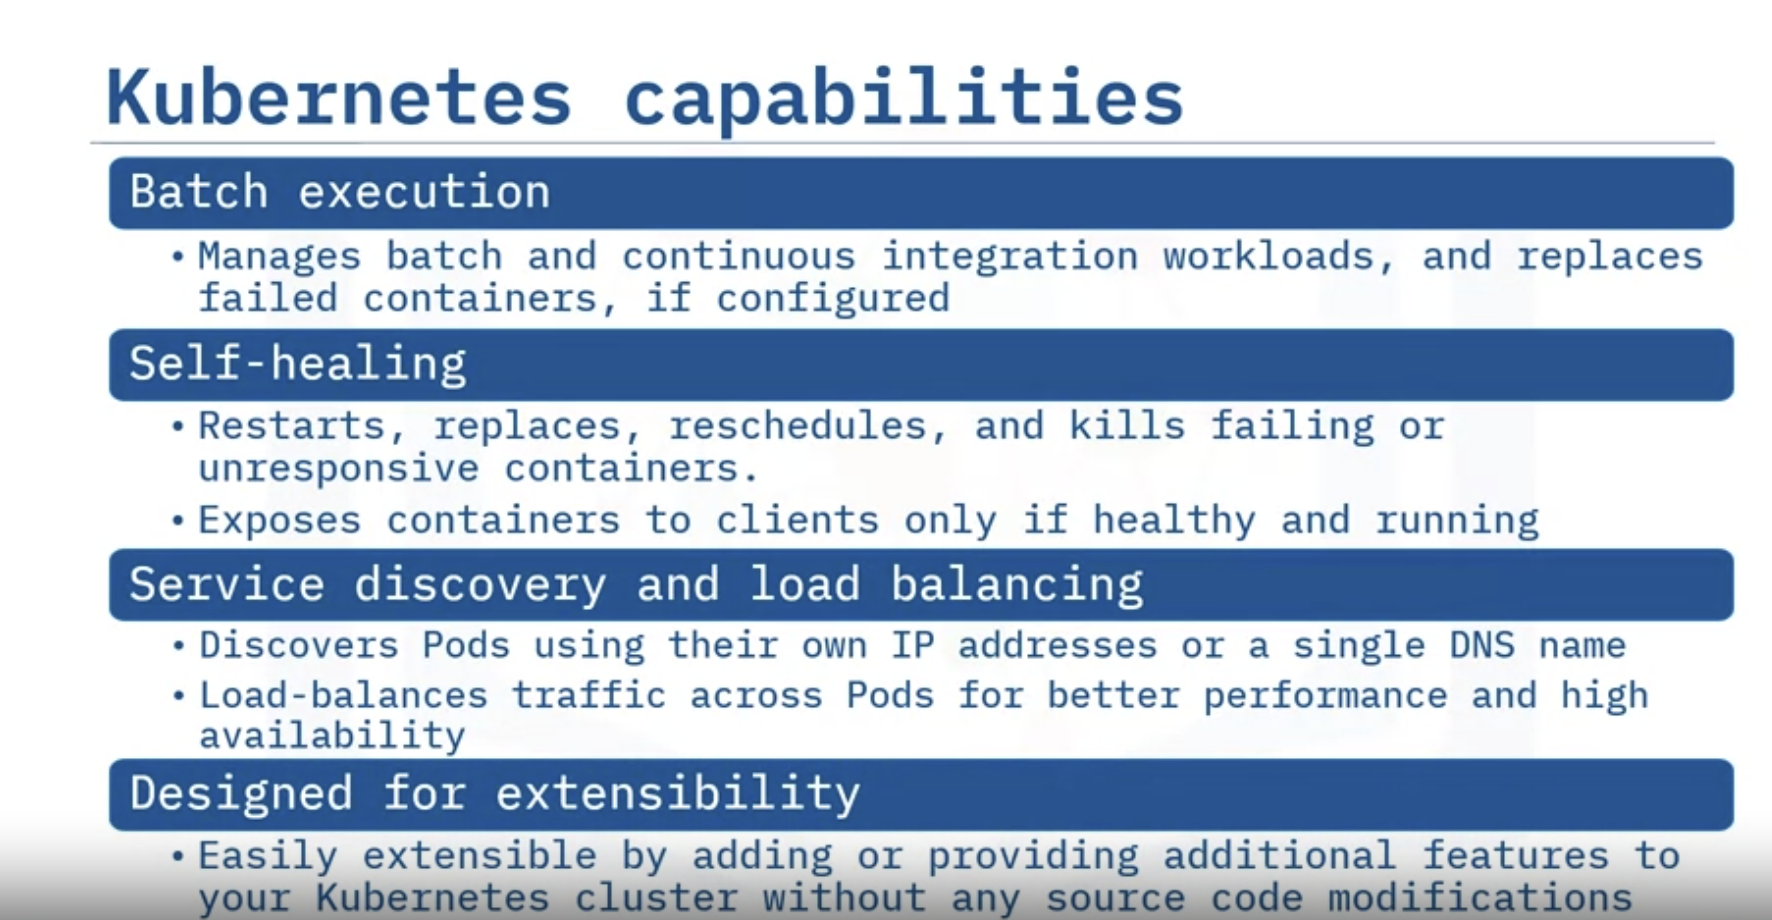 Kubernetes capabilities
Batch execution
• Manages batch and continuous integration workloads, and replaces
failed containers, if configured
Self-healing
• Restarts, replaces, reschedules, and kills failing or
unresponsive containers.
• Exposes containers to clients only if healthy and running
Service discovery and load balancing
• Discovers Pods using their own IP addresses or a single DNS name
• Load-balances traffic across Pods for better performance and high
availability
Designed for extensibility
• Easily extensible by adding or providing additional features to
your Kubernetes cluster without any source code modifications